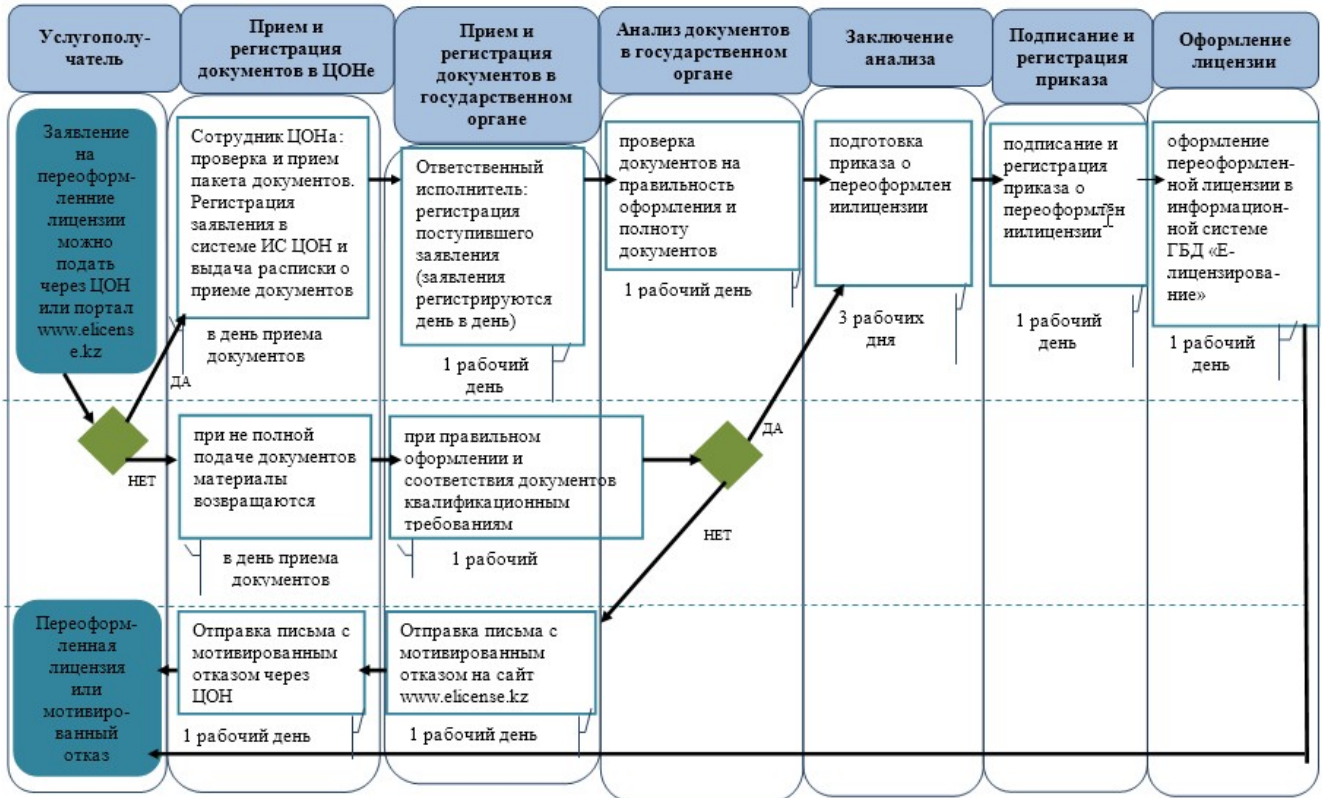 Услугополу-
чатель
Прием и
регистрация
документов в ЦОНе
Прием и
регистрация
документов в
государственном
органе
Анализ документов
в государственном
органе
Заключение
анализа
Подписание и
регистрация
приказа
Оформление
лицензии
Заявление
на
переоформ-
ленние
лицензии
можно
подать
через ЦОН
или портал
www.elicens
e.kz
Сотрудник ЦОНа:
проверка и прием
пакета документов.
Регистрация
заявления в
системе ИС ЦОН и
выдача расписки о
приеме документов
в день приема
документов
Ответственный
исполнитель:
регистрация
поступившего
заявления
(заявления
регистрируются
день в день)
1 рабочий
день
проверка
документов на
правильность
оформления и
полноту
документов
1 рабочий день
подготовка
приказа о
переоформлен
иилицензии
3 рабочих
дня
подписание и
регистрация
приказа о
переоформлен
иилицензии
1 рабочий
день
оформление
переоформлен-
ной лицензии в
информацион-
ной системе
ГБД «Е-
лицензирова-
ние»
1 рабочий
день
ДА
НЕТ
при не полной
подаче документов
материалы
возвращаются
в день приема
документов
при правильном
оформлении и
соответствия документов
квалификационным
требованиям
1 рабочий
ДА
НЕТ
Переоформ-
ленная
лицензия
или
мотивиро-
ванный
отказ
Отправка письма с
мотивированным
отказом через
ЦОН
1 рабочий день
Отправка письма с
мотивированным
отказом на сайт
www.elicense.kz
1 рабочий день